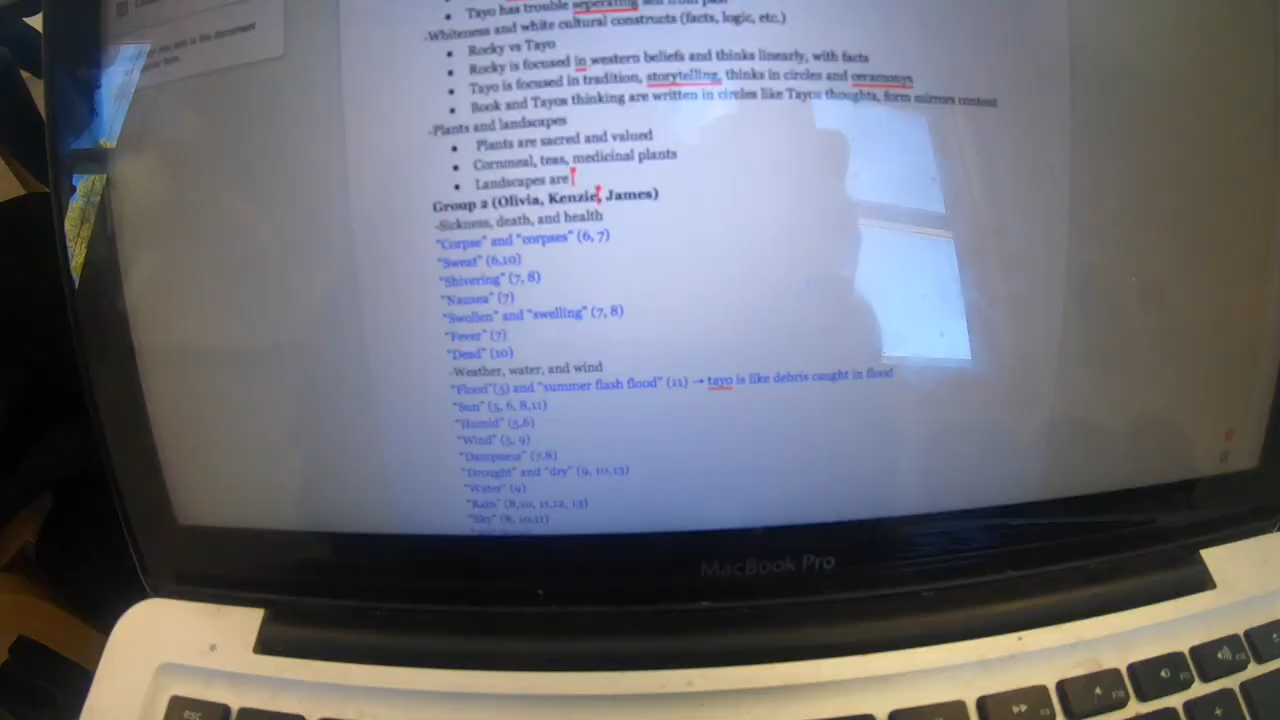 Tayo has trouble seperating self from past
-Whiteness and white cultural constructs (facts, logic, etc.)
Rocky vs Tayo
Rocky is focused in western beliefs and thinks linearly, with facts
Tayo is focused in tradition, storytelling, thinks in circles and ceramonys
Book and Tayos thinking are written in circles like Tayos thoughts, form mirrors content
-Plants and landscapes
Plants are sacred and valued
Cornmeal, teas, medicinal plants
Landscapes are
Group 2 (Olivia, Kenzie, James)
-Sickness, death, and health
"Corpse" and "corpses" (6, 7)
"Sweat" (6,10)
"Shivering" (7, 8)
"Nausea" (7)
"Swollen" and "swelling" (7, 8)
"Fever" (7)
"Dead" (10)
-Weather, water, and wind
"Flood"(5) and "summer flash flood" (11) → tayo is like debris caught in flood
"Sun" (5, 6, 8,11)
"Humid" (5,6)
"Wind" (5, 9)
"Dampness" (7,8)
"Drought" and "dry" (9, 10,13)
"Water" (9)
"Rain" (8,10, 11,12, 13)
"Sky" (8, 10,11)
MacBook Pro
esc